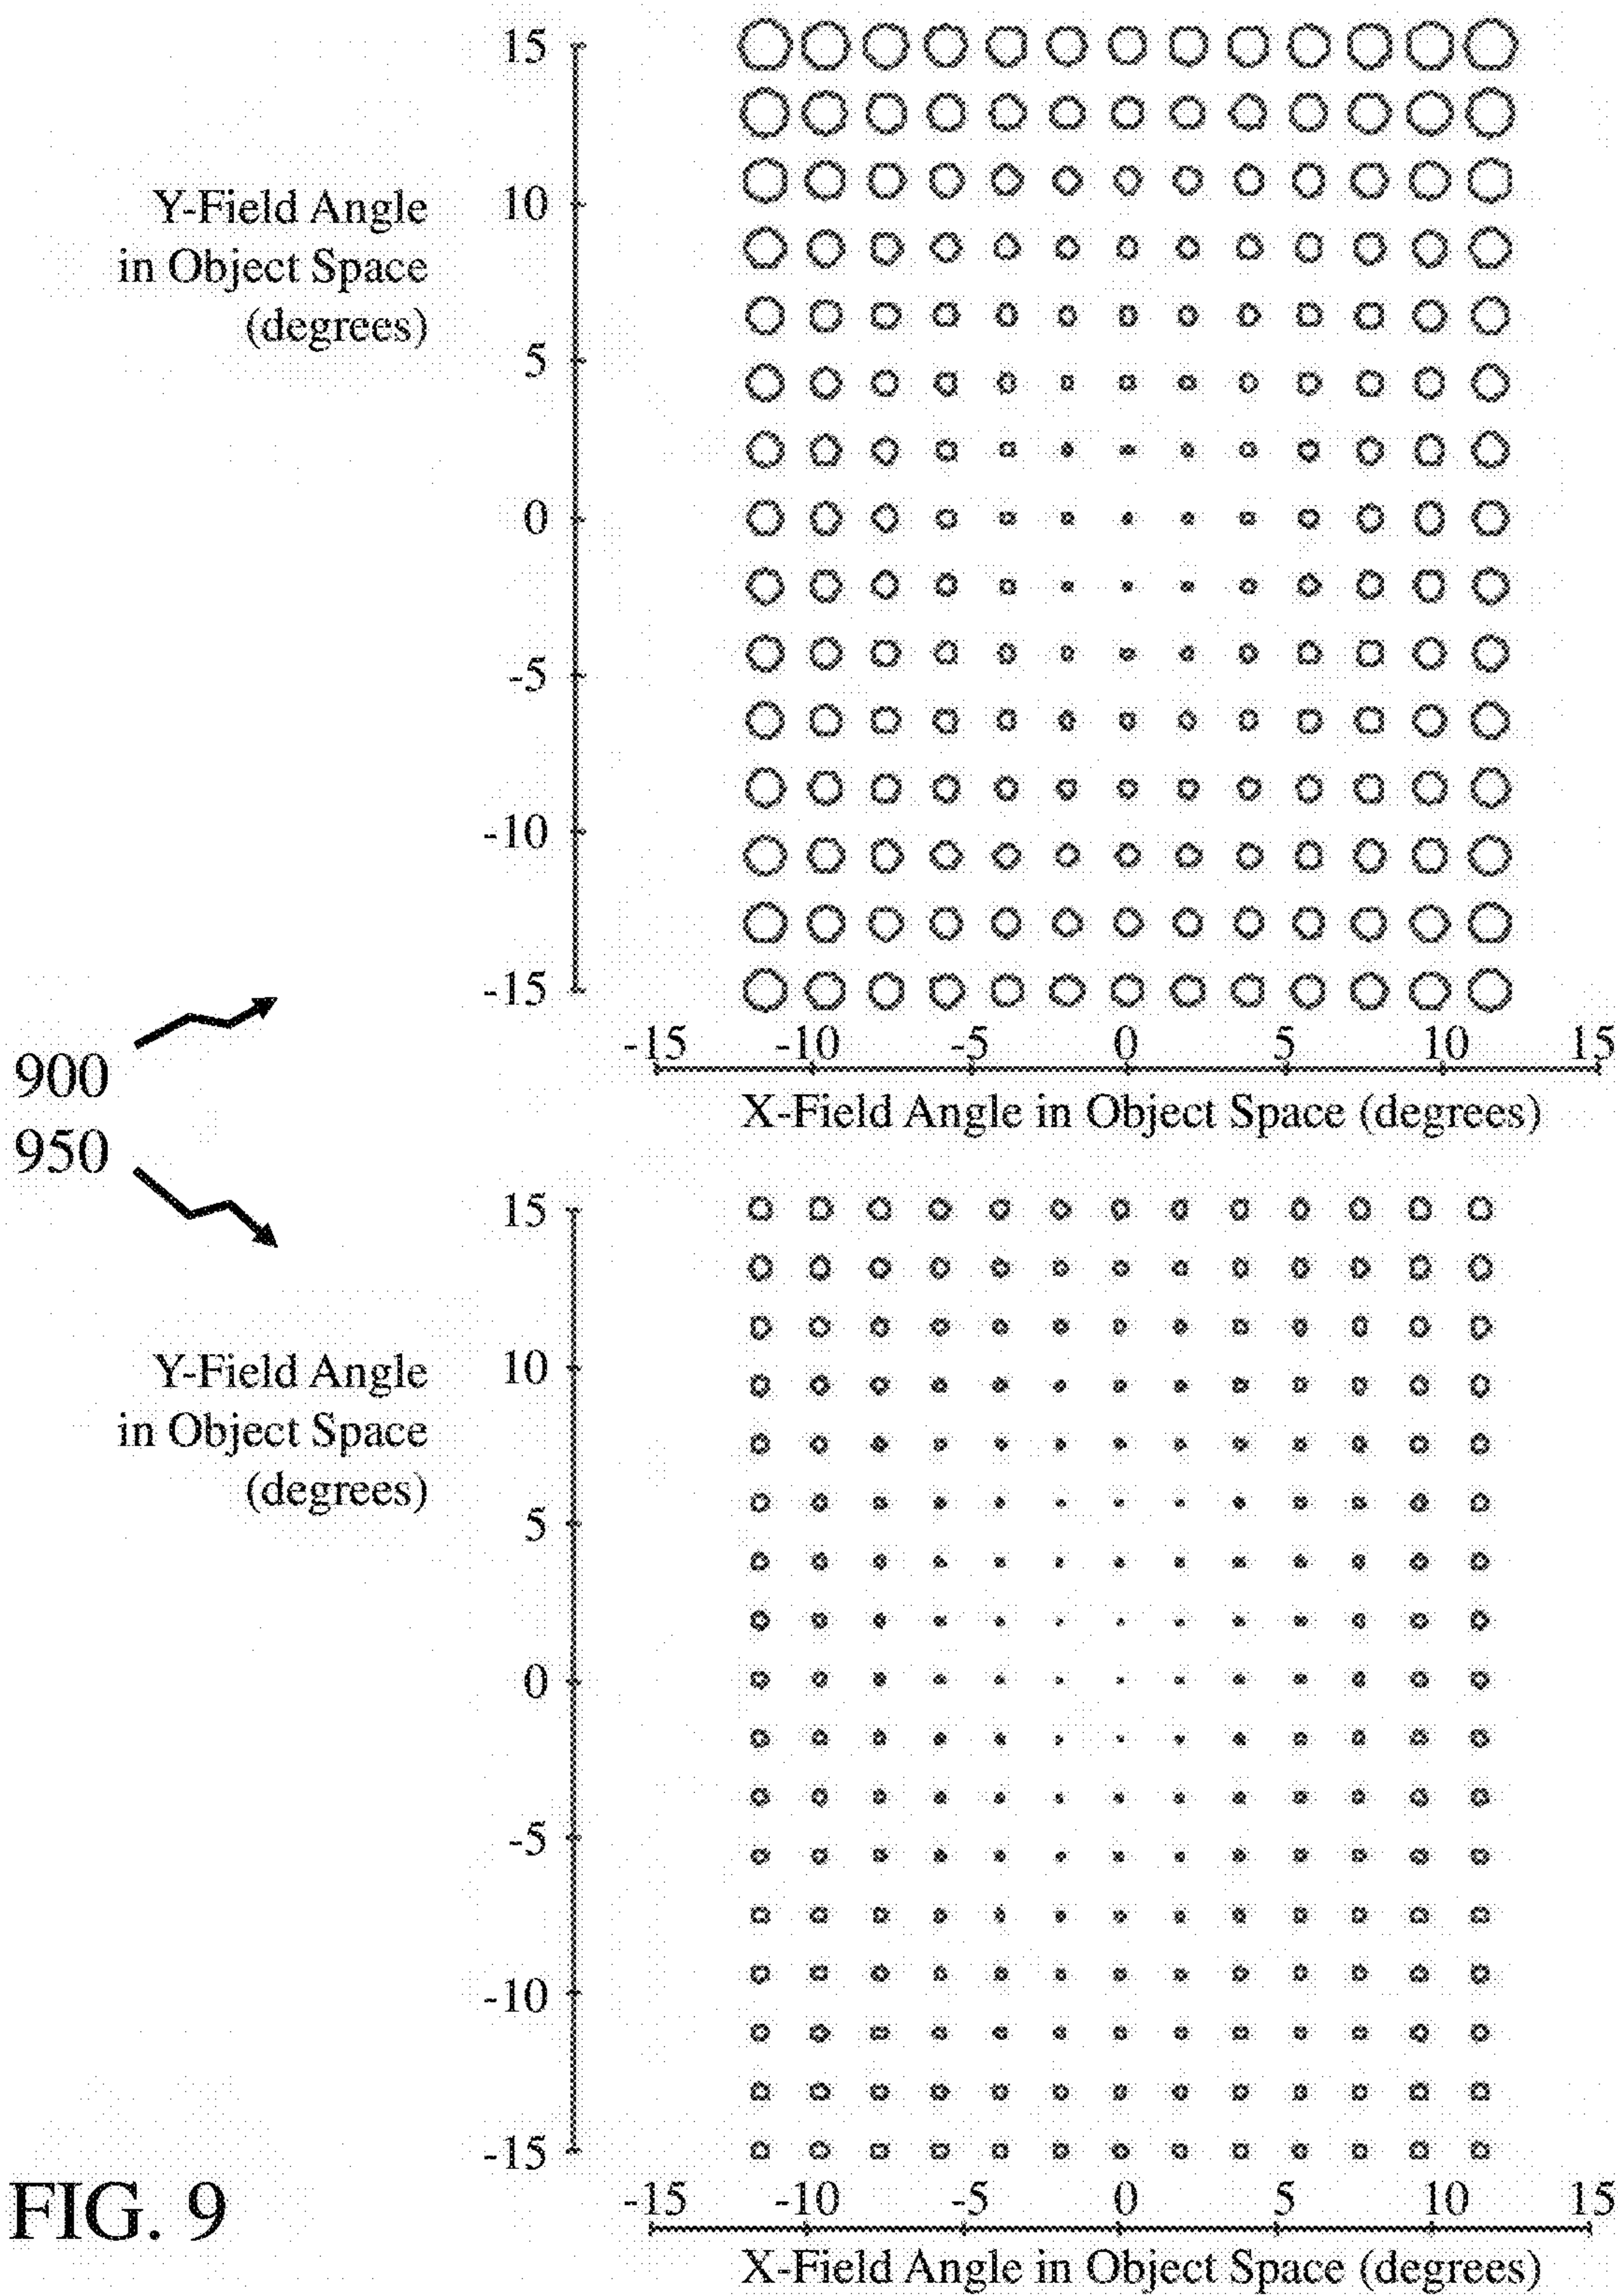 15
10
5
0
-5
-10
-15
Y-Field Angle
in Object Space
(degrees)
-15 -10 -5 0 5 10 15
X-Field Angle in Object Space (degrees)
900
950
15
10
5
0
-5
-10
-15
Y-Field Angle
in Object Space
(degrees)
-15 -10 -5 0 5 10 15
X-Field Angle in Object Space (degrees)
FIG. 9